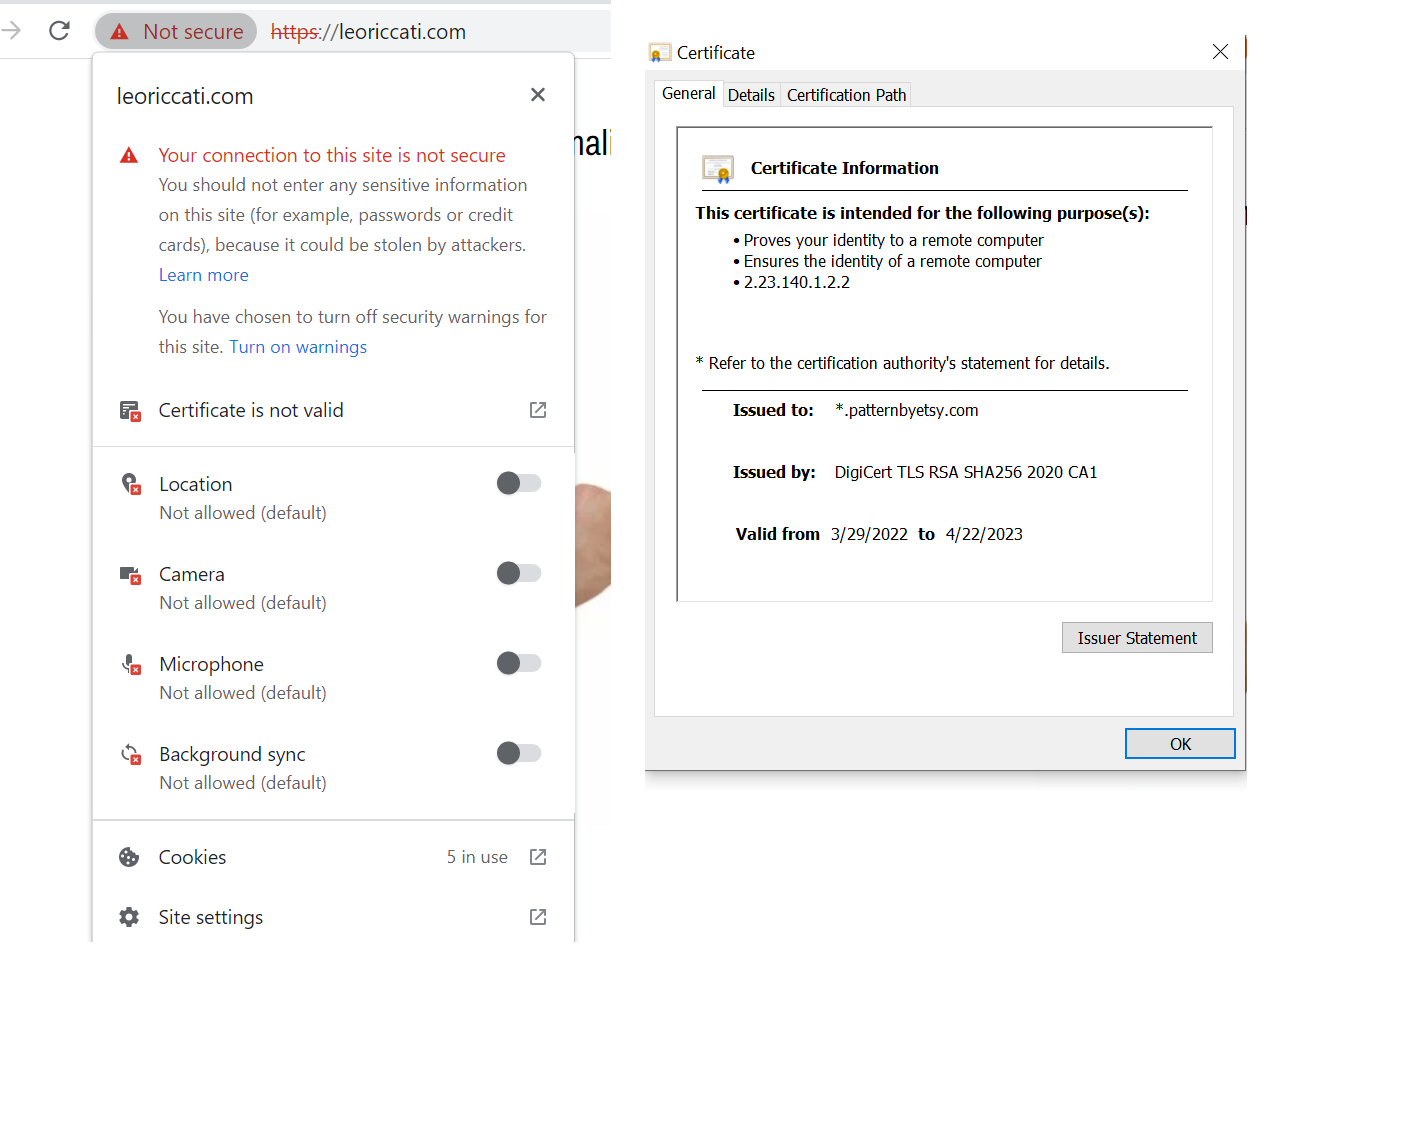 Not secure https://leoriccati.com
leoriccati.com
Your connection to this site is not secure
You should not enter any sensitive information
on this site (for example, passwords or credit
cards), because it could be stolen by attackers.
Learn more
You have chosen to turn off security warnings for
this site. Turn on warnings
Certificate is not valid
Location
Not allowed (default)
Camera
Not allowed (default)
Microphone
Not allowed (default)
Background sync
Not allowed (default)
Cookies 5 in use
Site settings
Certificate
General Details Certification Path
Certificate Information
This certificate is intended for the following purpose(s):
• Proves your identity to a remote computer
• Ensures the identity of a remote computer
• 2.23.140.1.2.2
* Refer to the certification authority's statement for details.
Issued to: *.patternbyetsy.com
Issued by: DigiCert TLS RSA SHA256 2020 CA1
Valid from 3/29/2022 to 4/22/2023
Issuer Statement
OK